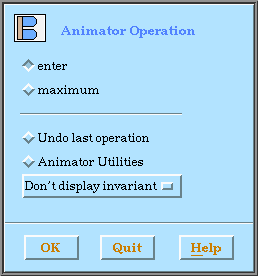 B
Animator Operation
enter
maximum
Undo last operation
Animator Utilities
Don't display invariant
OK Quit Help